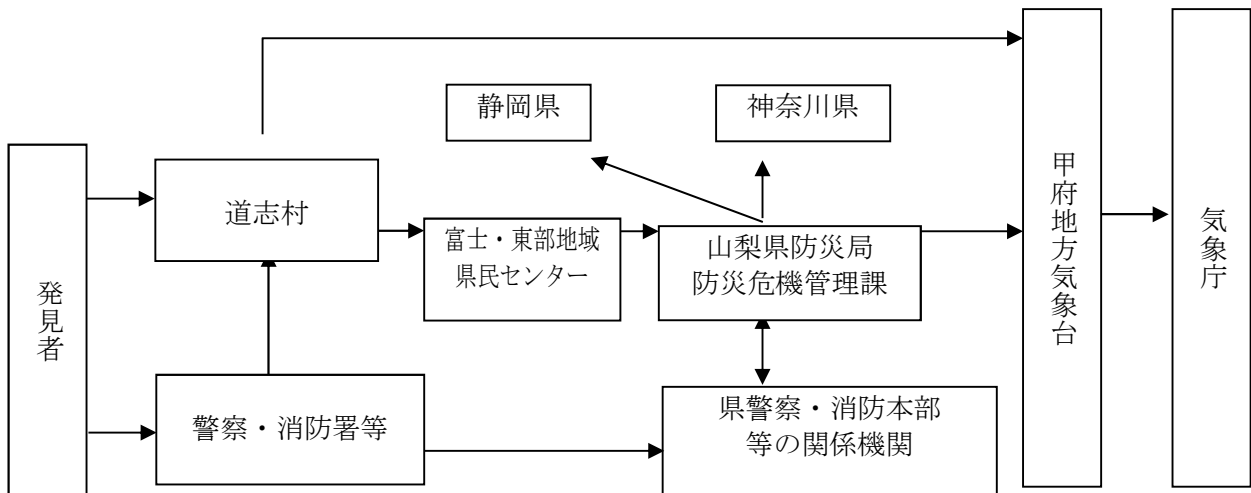 静岡県
神奈川県
発見者
道志村
富士・東部地域
県民センター
山梨県防災局
防災危機管理課
甲府地方気象台
気象庁
警察・消防署等
県警察・消防本部
等の関係機関